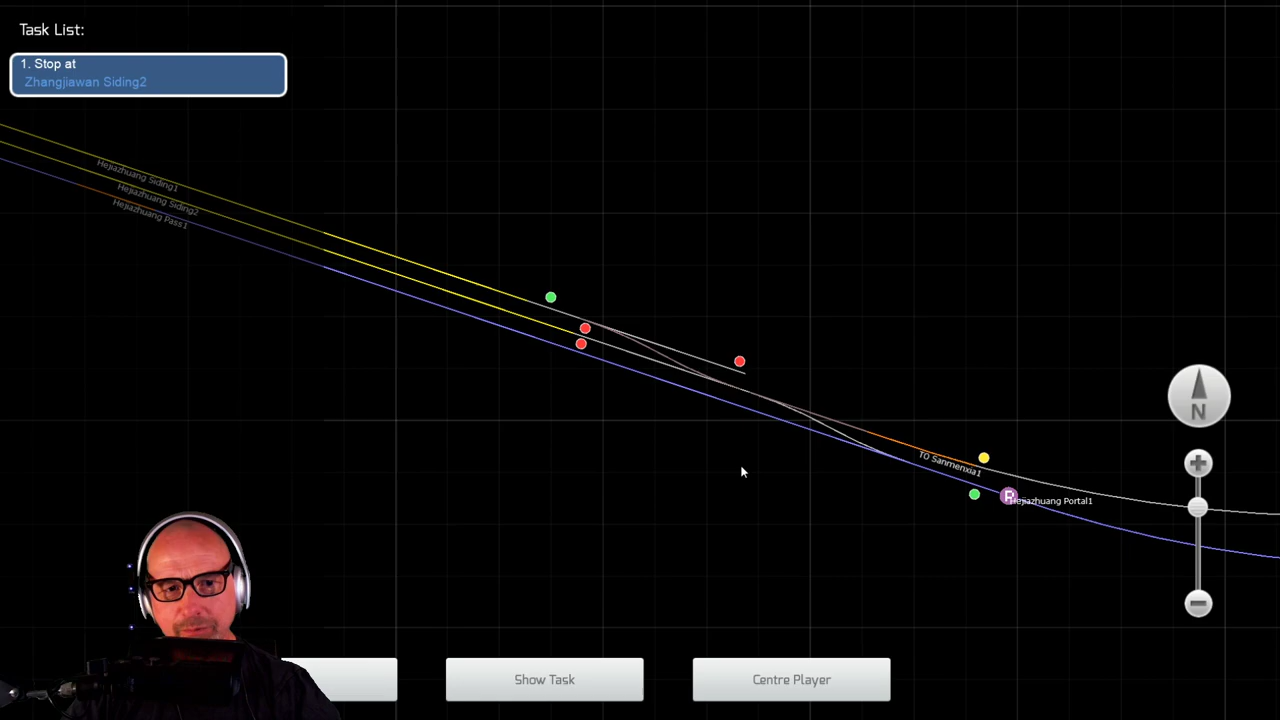 Task List:
1. Stop at
Zhangjiawan Siding2
Hejiazhuang Siding1
Hejiazhuang Siding2
Hejiazhuang Pass1
TO Sanmenxia1
P
Hejiazhuang Portal1
N
Show Task
Centre Player